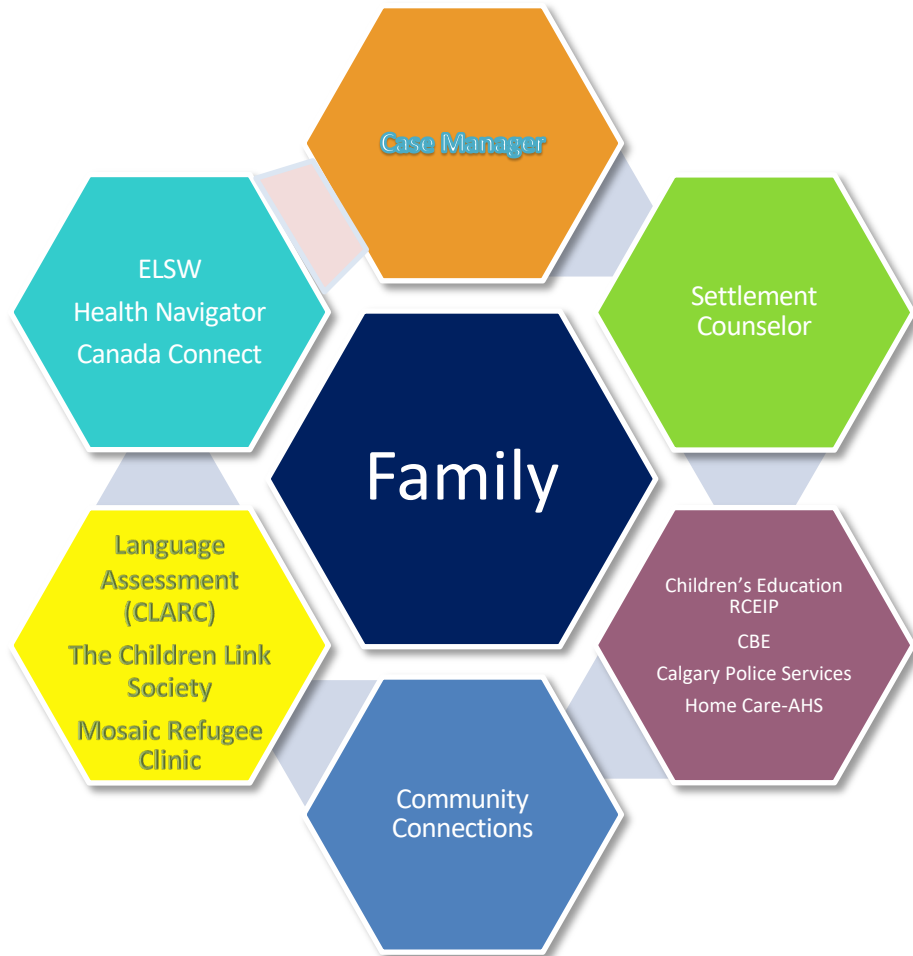 Case Manager
ELSW
Health Navigator
Canada Connect
Settlement
Counselor
Family
Language
Assessment
(CLARC)
The Children Link
Society
Mosaic Refugee
Clinic
Children’s Education
RCEIP
CBE
Calgary Police Services
Home Care-AHS
Community
Connections